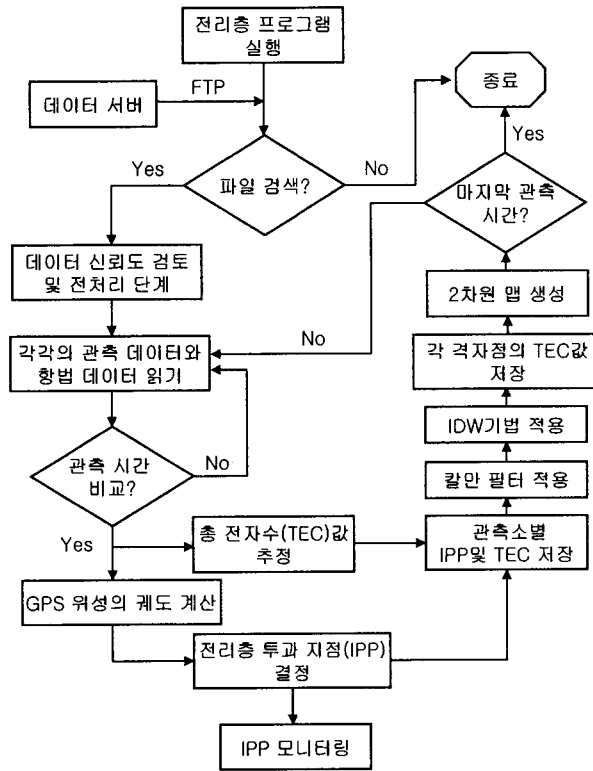 전리층 프로그램
실행
데이터 서버
FTP
종료
Yes
파일 검색?
No
Yes
마지막 관측
시간?
데이터 신뢰도 검토
및 전처리 단계
2차원 맵 생성
No
각각의 관측 데이터와
항법 데이터 읽기
각 격자점의 TEC값
저장
IDW기법 적용
관측 시간
비교?
No
칼만 필터 적용
Yes
총 전자수(TEC)값
추정
관측소별
IPP및 TEC 저장
GPS 위성의 궤도 계산
전리층 투과 지점(IPP)
결정
IPP 모니터링